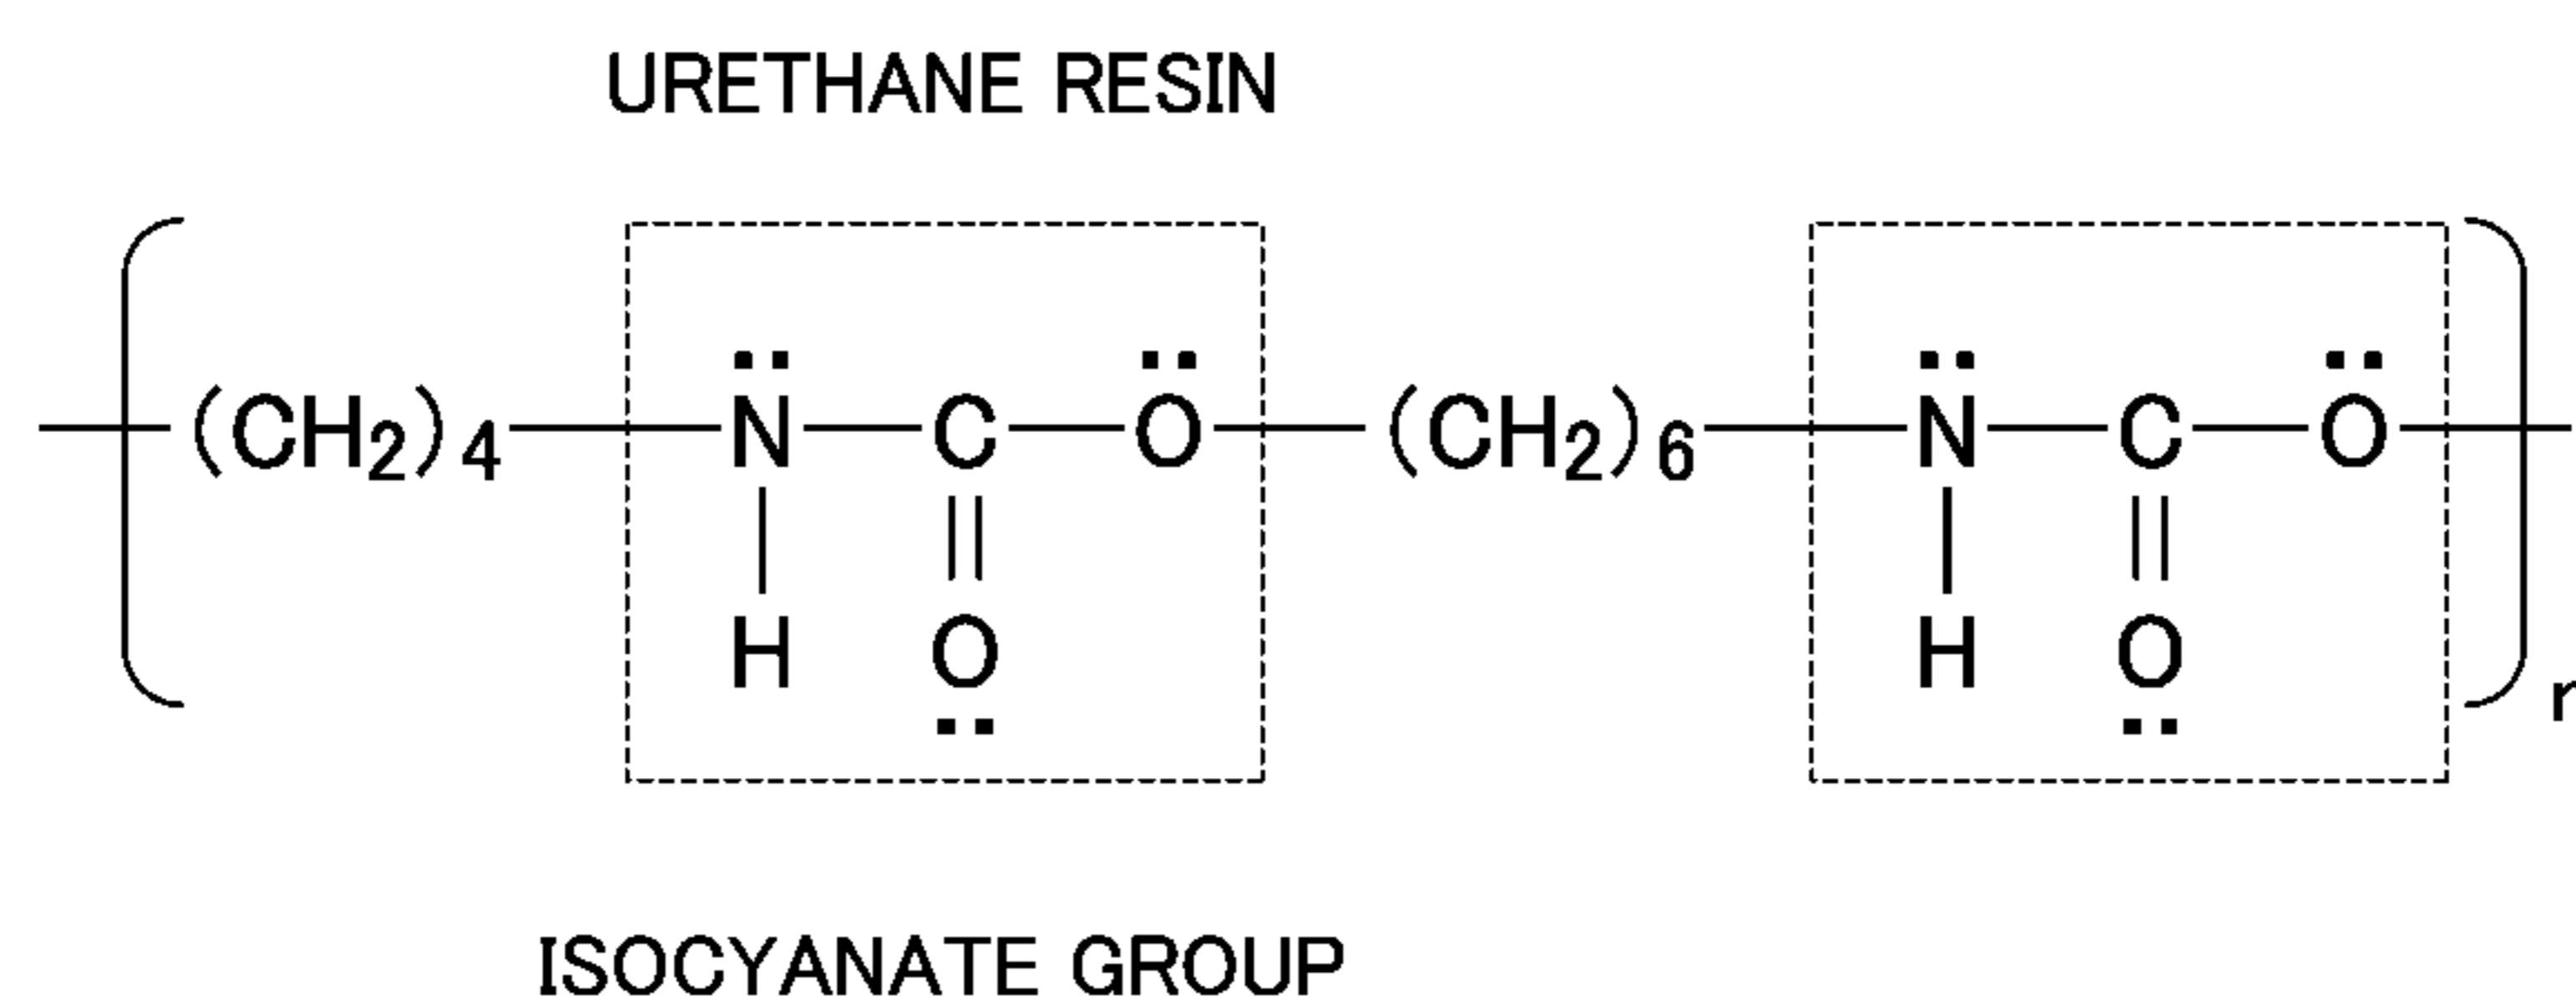 URETHANE RESIN
(CH2)4 N C O (CH2)6 N C O
H O H O
ISOCYANATE GROUP